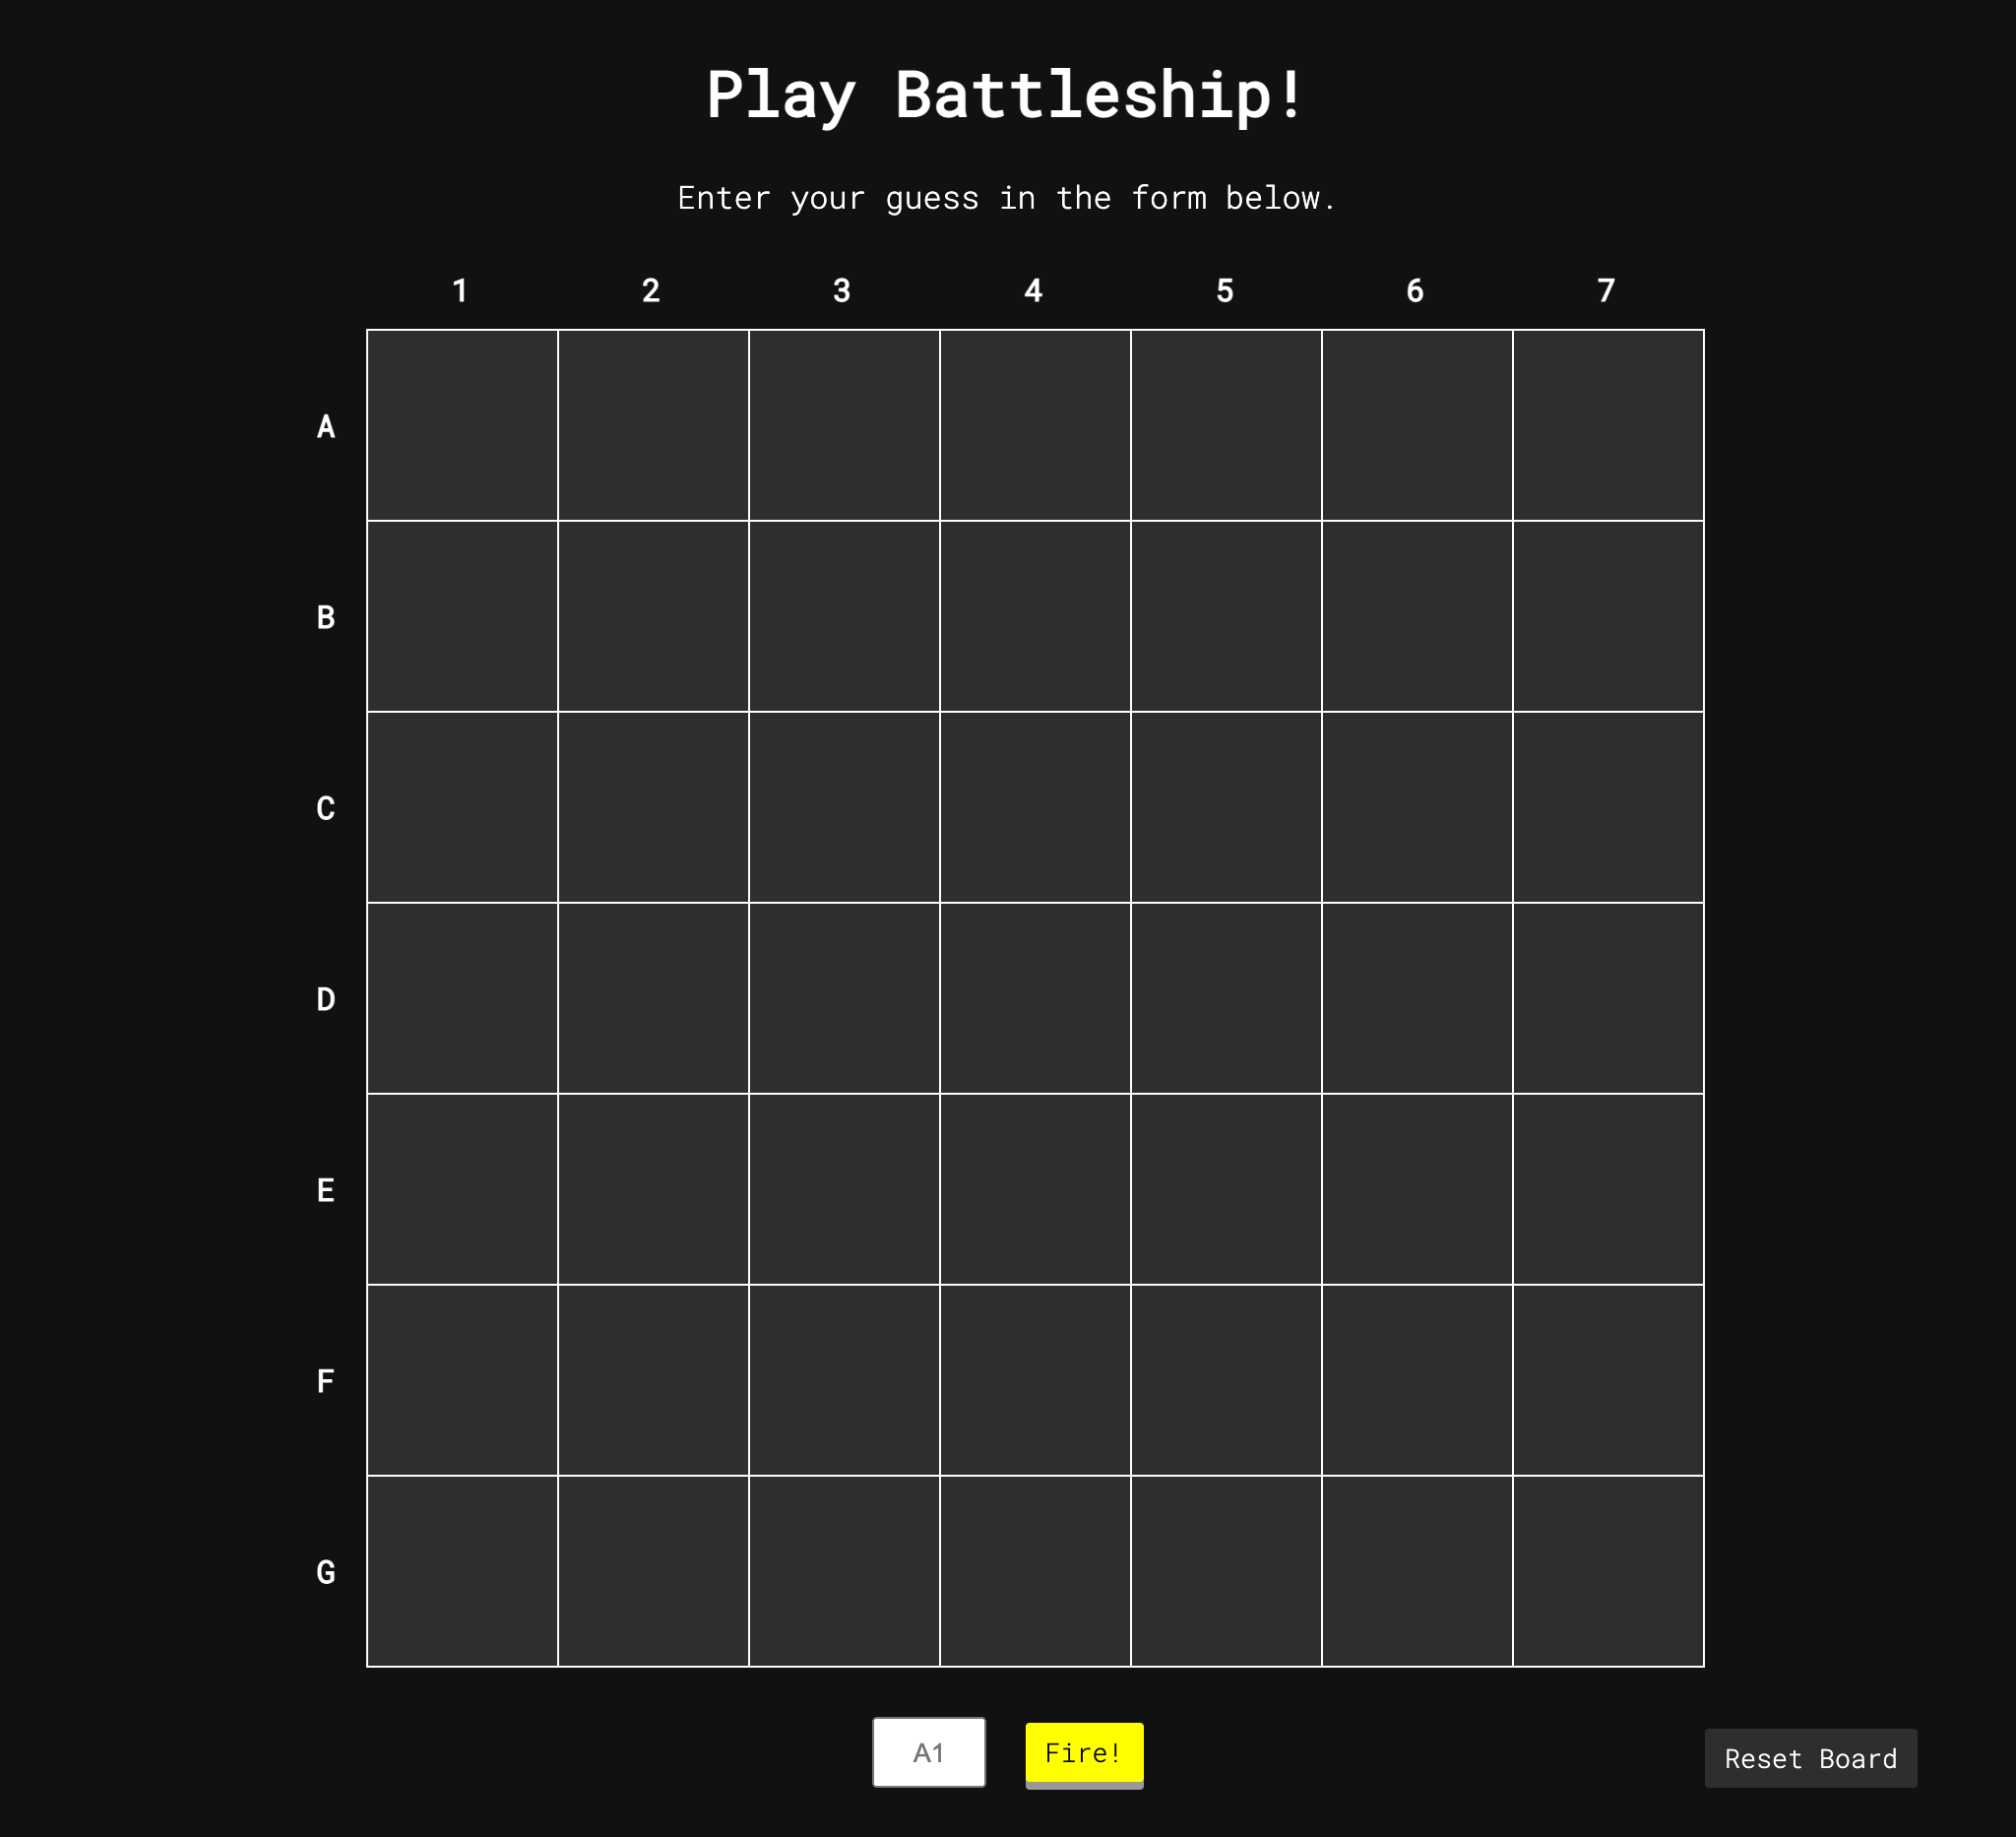 Play Battleship!
Enter your guess in the form below.
1 2 3 4 5 6 7
A
B
C
D
E
F
G
A1 Fire! Reset Board